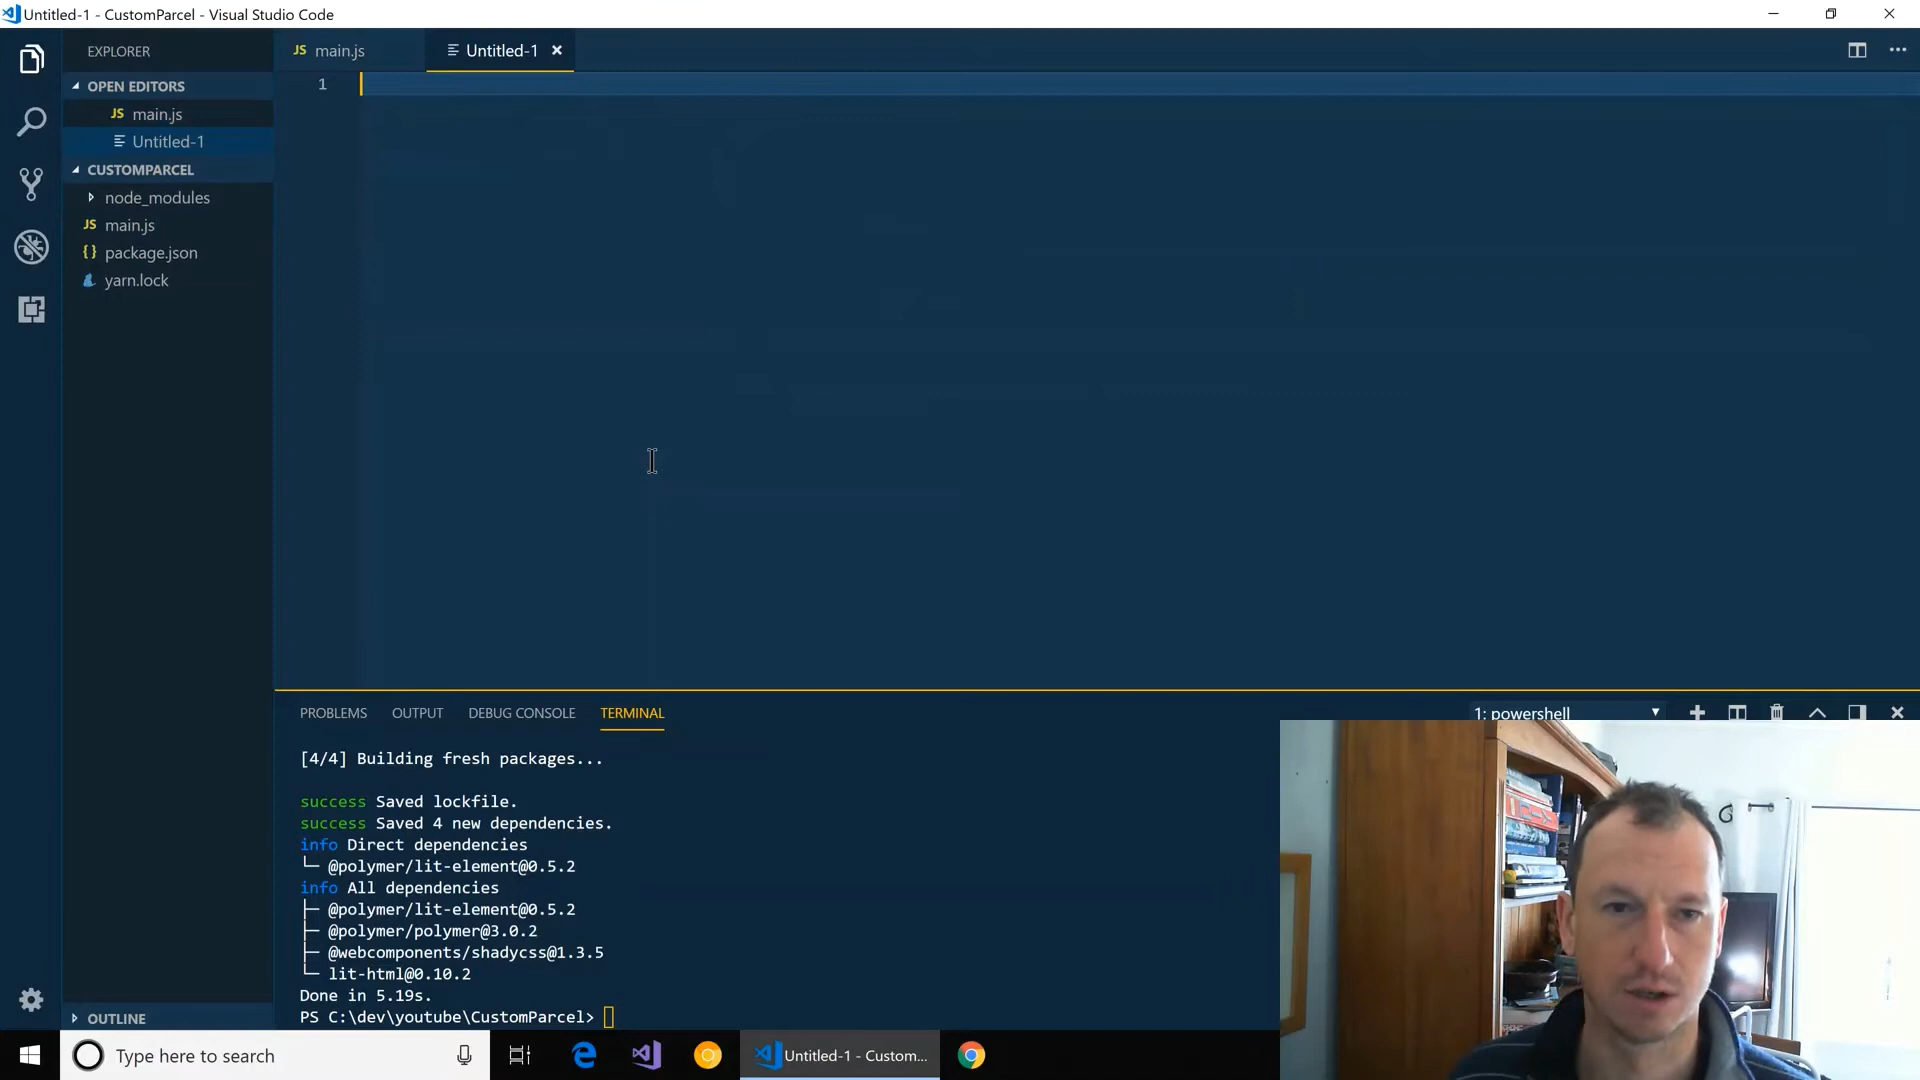 Untitled-1 - CustomParcel - Visual Studio Code
EXPLORER
OPEN EDITORS
JS main.js
Untitled-1
CUSTOMPARCEL
node_modules
JS main.js
{} package.json
yarn.lock
OUTLINE
JS main.js
Untitled-1
1
PROBLEMS OUTPUT DEBUG CONSOLE TERMINAL
1: powershell
[4/4] Building fresh packages...
success Saved lockfile.
success Saved 4 new dependencies.
info Direct dependencies
└─ @polymer/lit-element@0.5.2
info All dependencies
├─ @polymer/lit-element@0.5.2
├─ @polymer/polymer@3.0.2
├─ @webcomponents/shadycss@1.3.5
└─ lit-html@0.10.2
Done in 5.19s.
PS C:\dev\youtube\CustomParcel>
Type here to search
Untitled-1 - Custom...